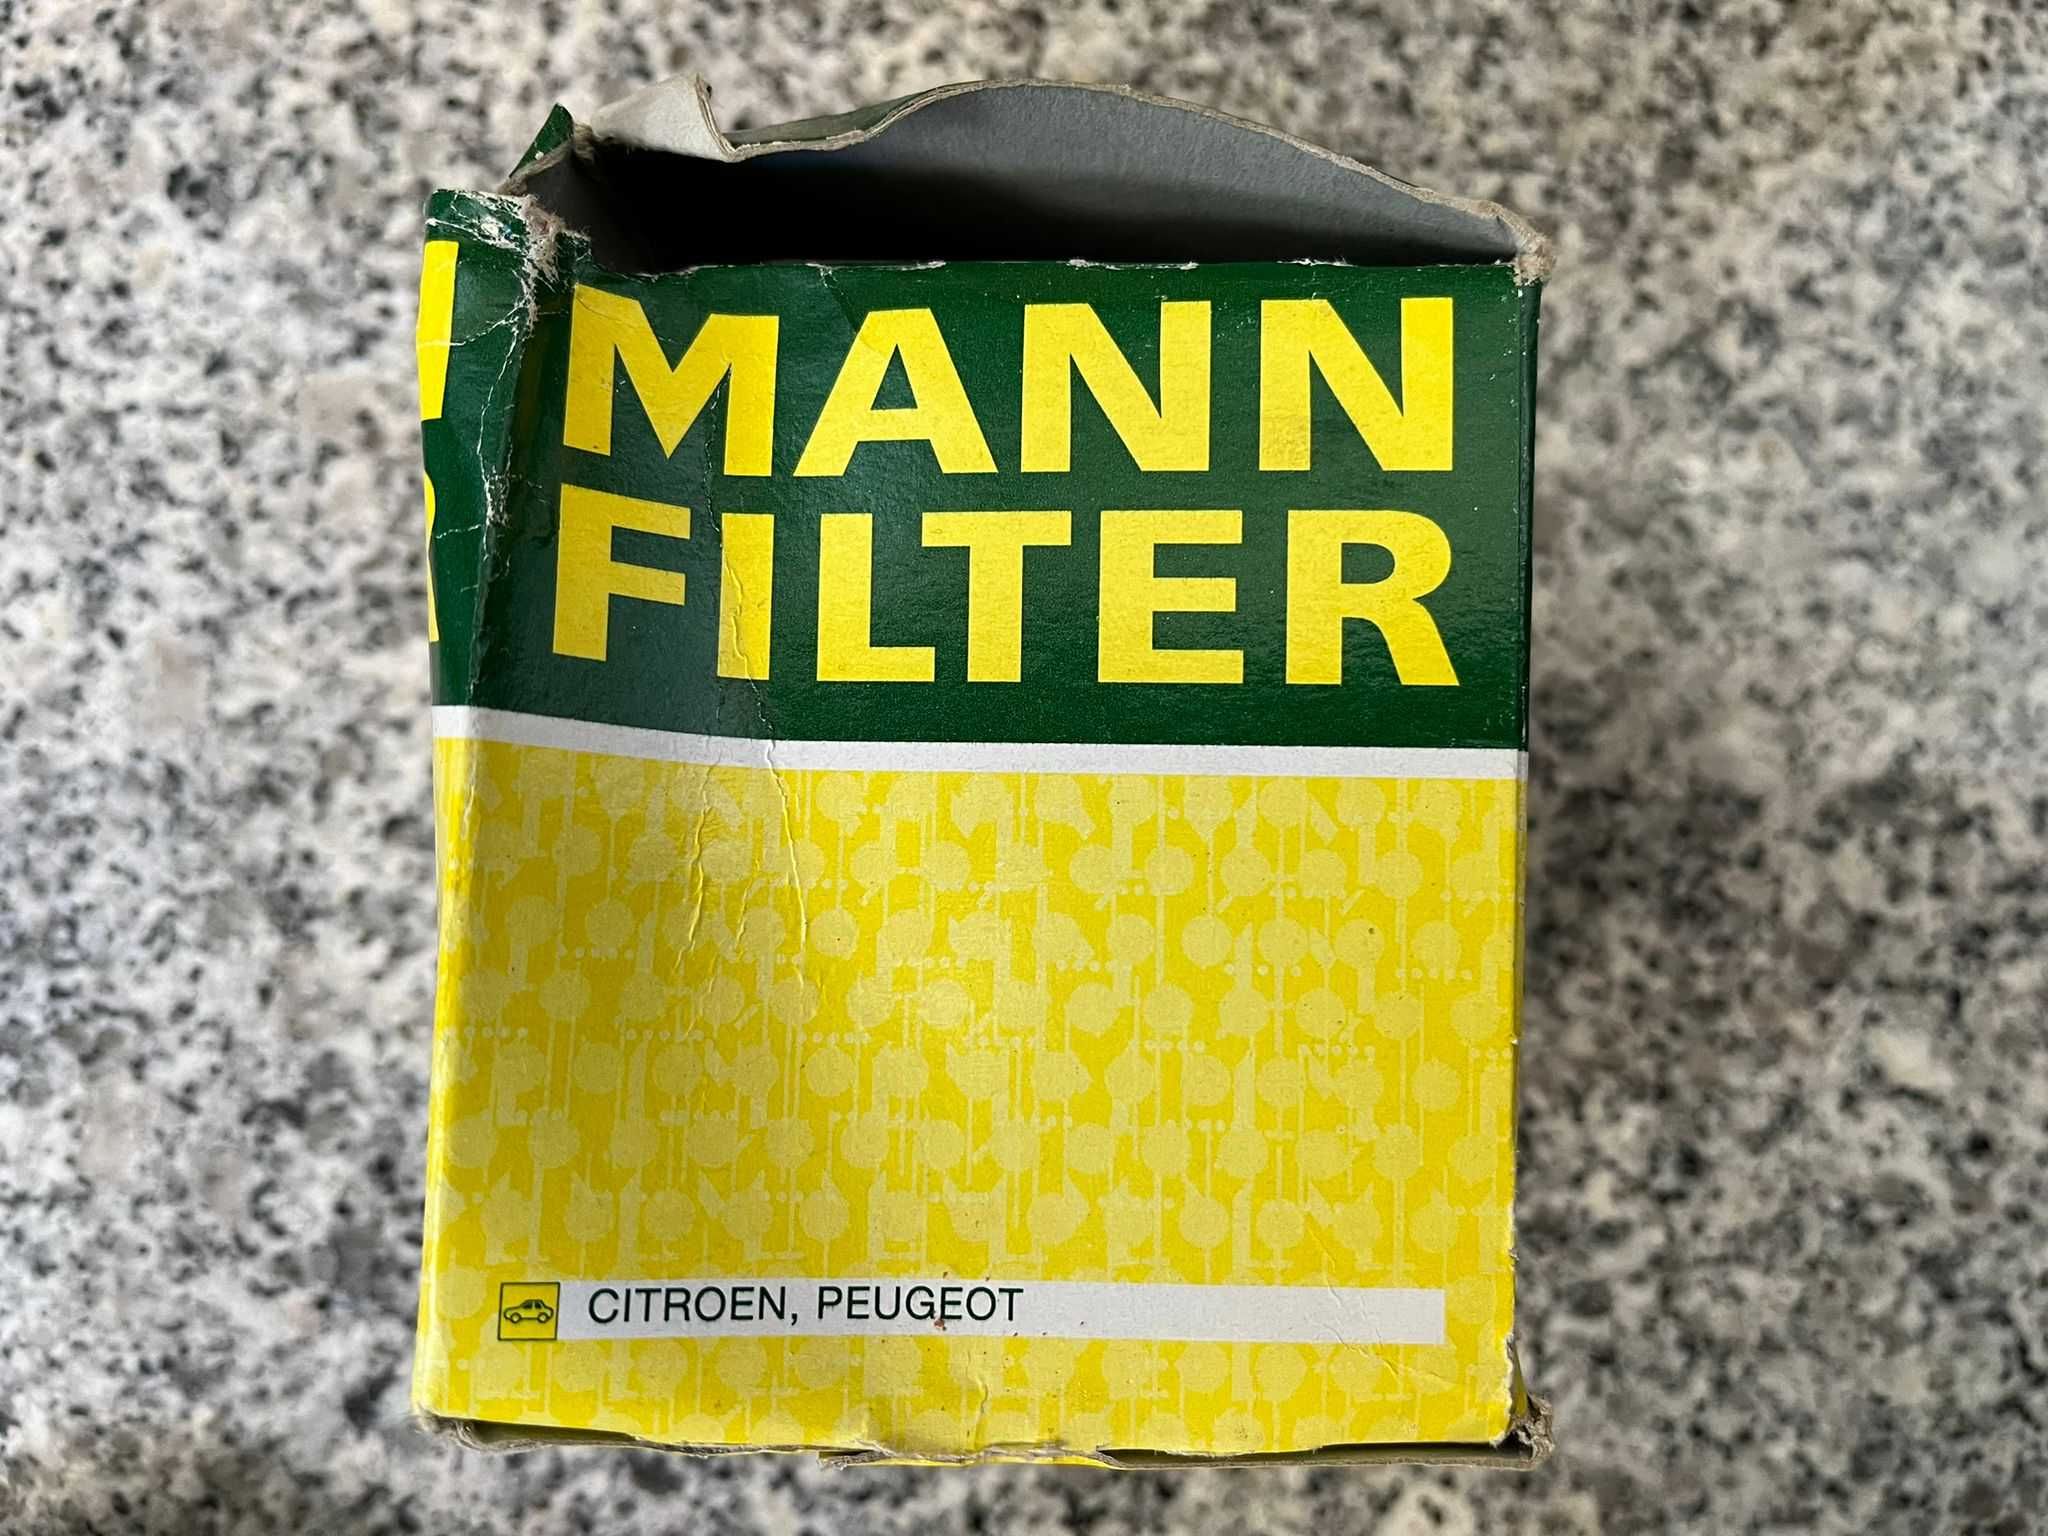 MANN
FILTER
CITROEN, PEUGEOT